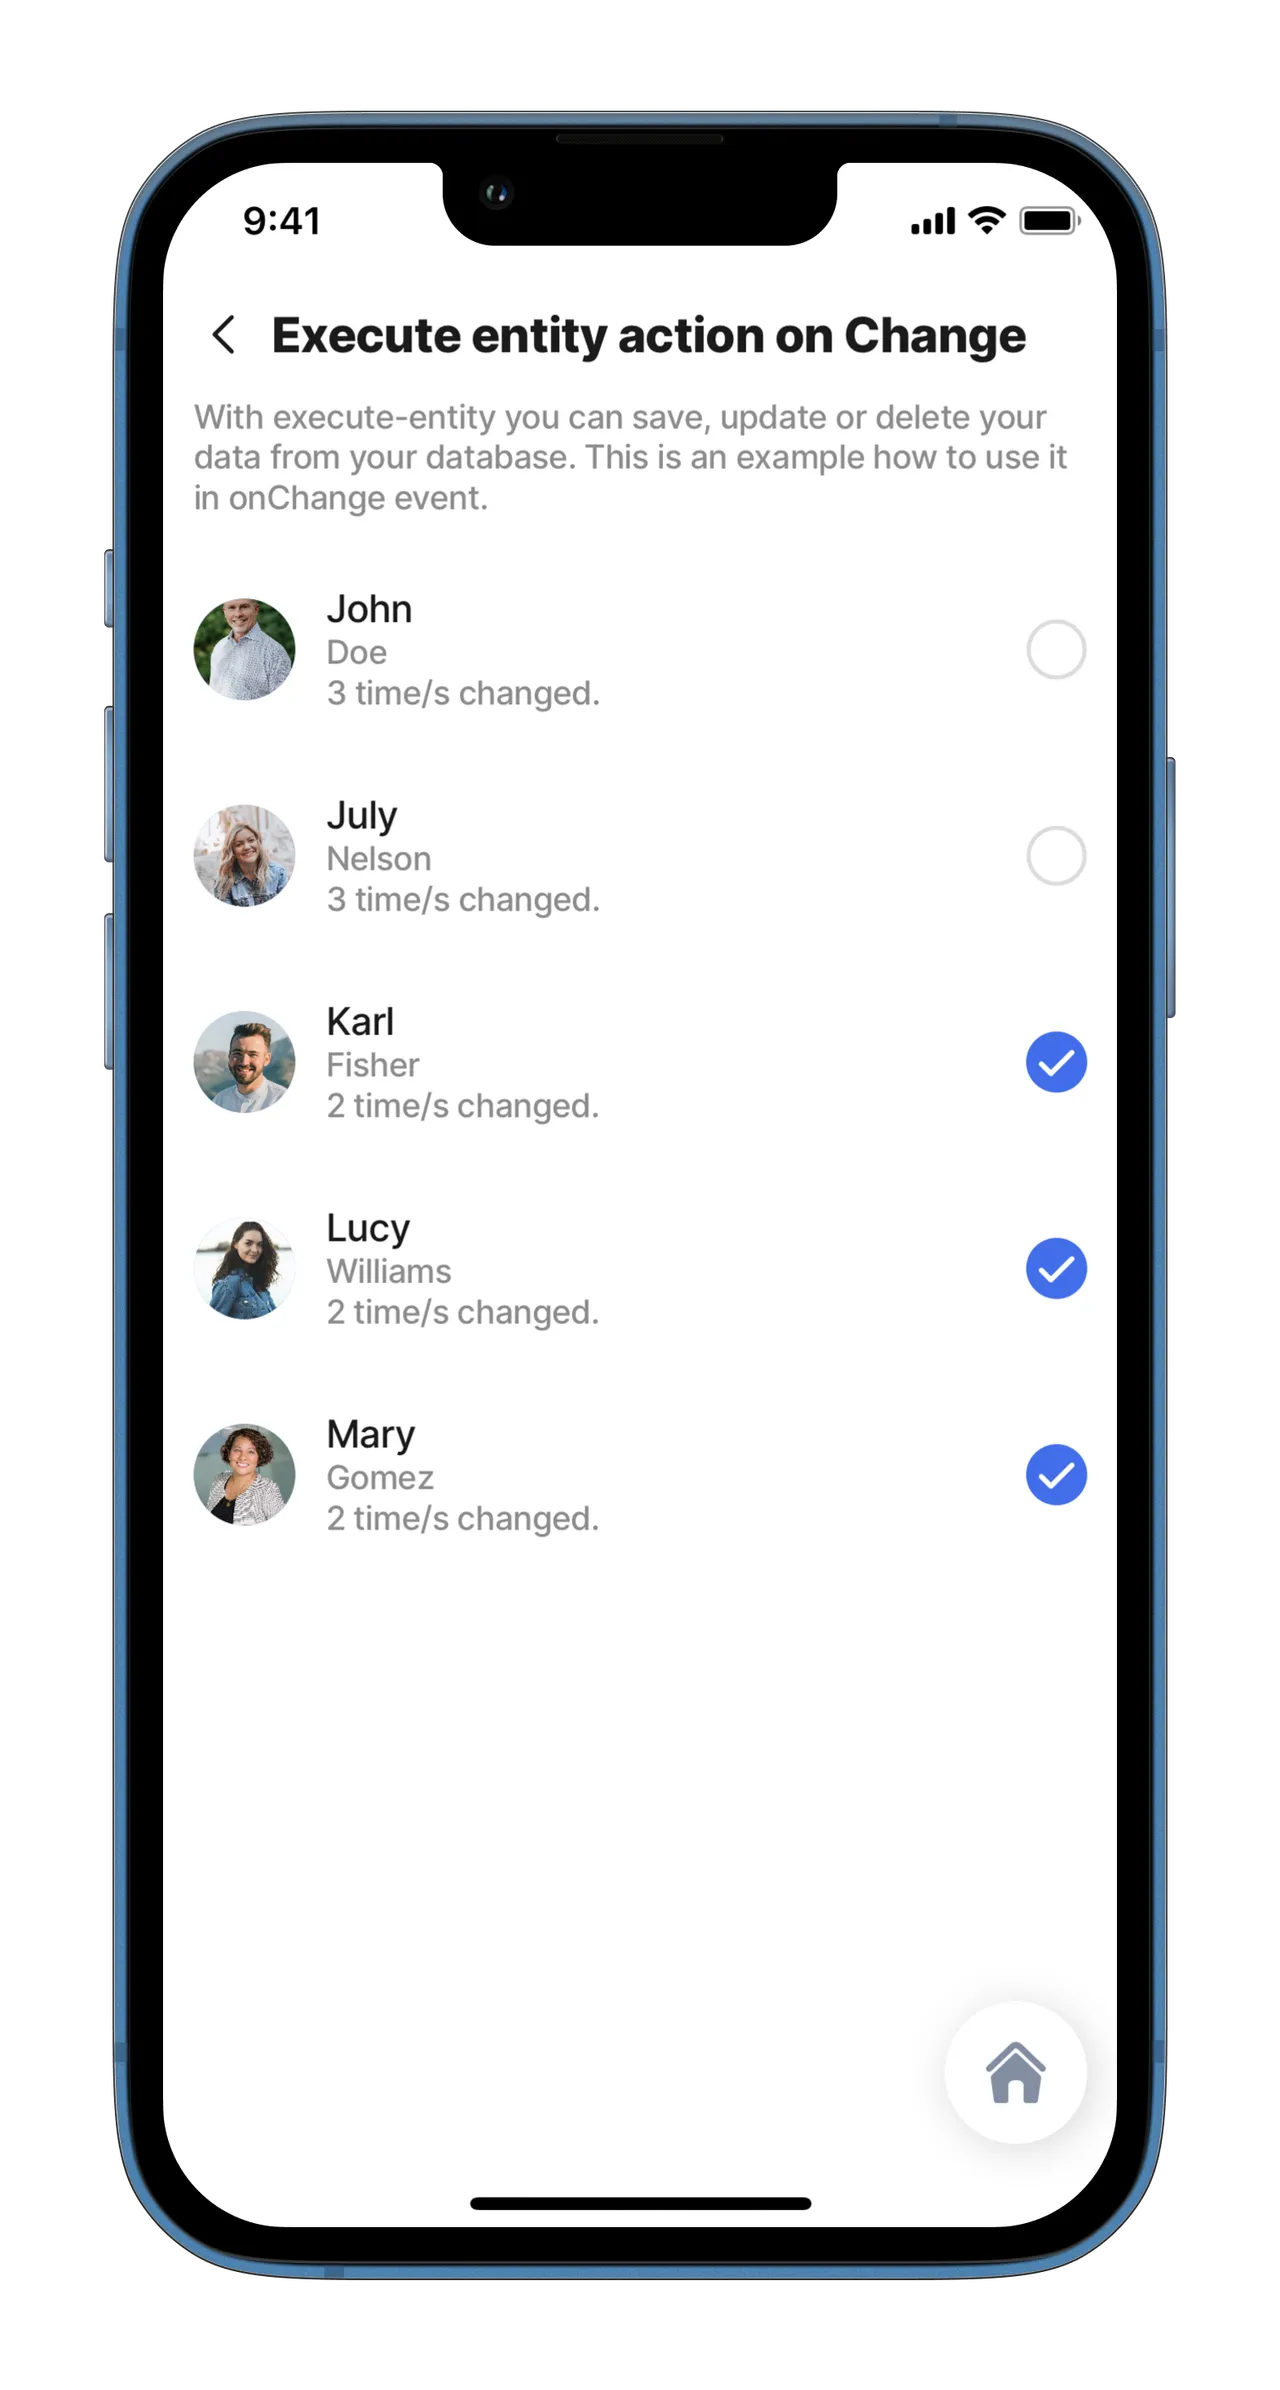 9:41
Execute entity action on Change
With execute-entity you can save, update or delete your
data from your database. This is an example how to use it
in onChange event.
John
Doe
3 time/s changed.
July
Nelson
3 time/s changed.
Karl
Fisher
2 time/s changed.
Lucy
Williams
2 time/s changed.
Mary
Gomez
2 time/s changed.